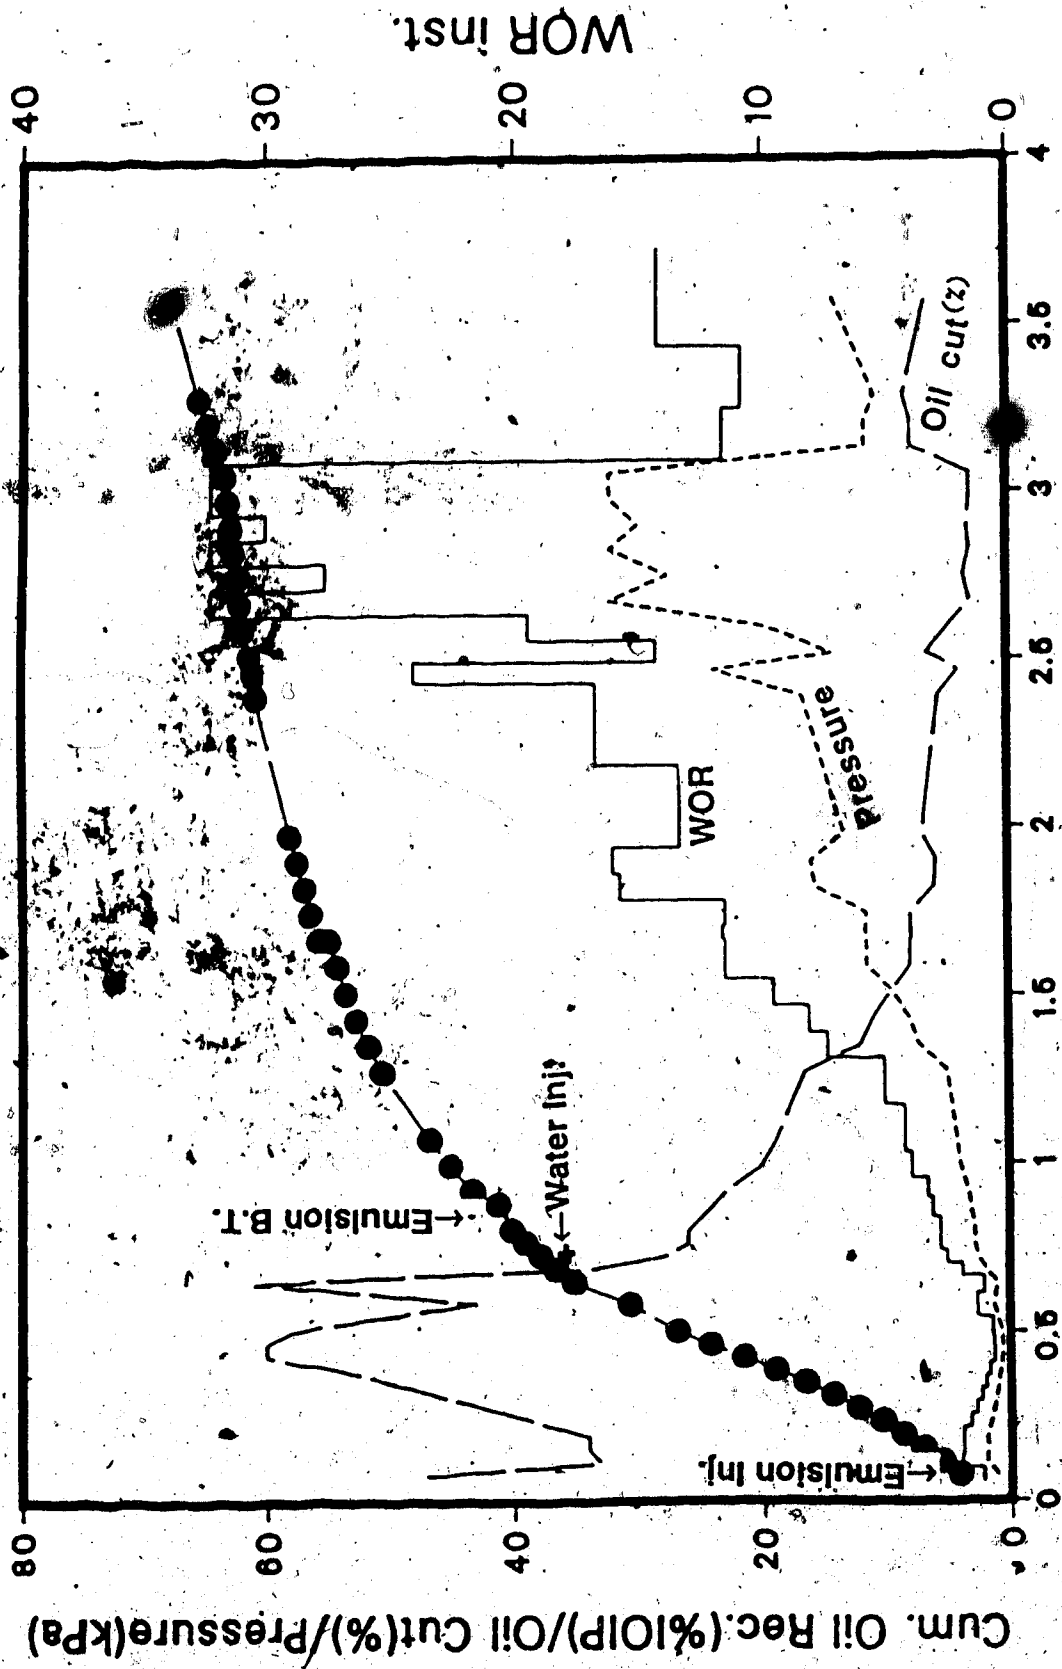 Cum. Oil Rec.(%IOIP)/Oil Cut(%)/Pressure(kPa)
80
60
40
20
0
WOR inst.
40
30
20
10
0
0
0.5
1
1.5
2
2.5
3
3.5
4
←Emulsion Inj.
←Emulsion B.T.
←Water Inj.
WOR
Pressure
Oil cut(%)